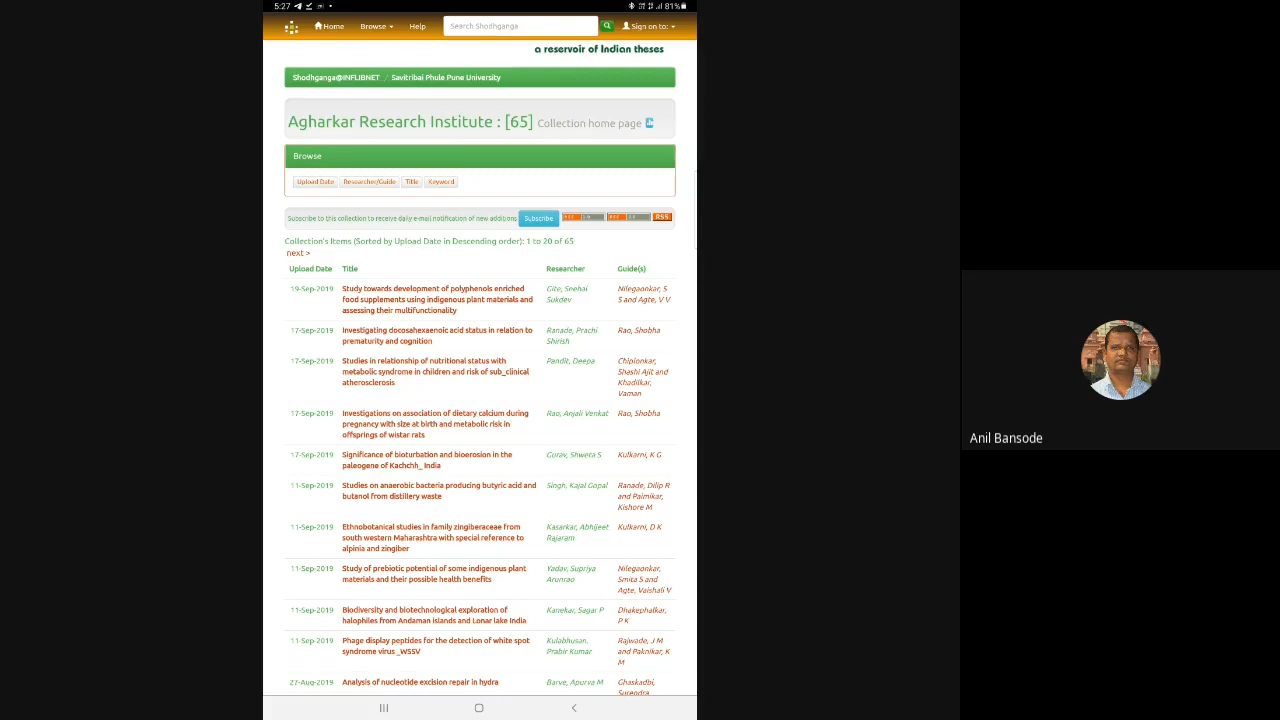 5:27
81%
Home
Browse
Help
Search Shodhganga
Sign on to:
a reservoir of Indian theses
Shodhganga@INFLIBNET / Savitribai Phule Pune University
Agharkar Research Institute : [65] Collection home page
Browse
Upload Date Researcher/Guide Title Keyword
Subscribe to this collection to receive daily e-mail notification of new additions Subscribe RSS
Collection's Items (Sorted by Upload Date in Descending order): 1 to 20 of 65
next >
Upload Date Title Researcher Guide(s)
19-Sep-2019 Study towards development of polyphenols enriched Gite, Snehal Nilegaonkar, S
food supplements using indigenous plant materials and Sukdev S and Agte, V V
assessing their multifunctionality
17-Sep-2019 Investigating docosahexaenoic acid status in relation to Ranade, Prachi Rao, Shobha
prematurity and cognition Shirish
17-Sep-2019 Studies in relationship of nutritional status with Pandit, Deepa Chiplonkar,
metabolic syndrome in children and risk of sub_clinical Shashi Ajit and
atherosclerosis Khadilkar,
Vaman
17-Sep-2019 Investigations on association of dietary calcium during Rao, Anjali Venkat Rao, Shobha
pregnancy with size at birth and metabolic risk in
offsprings of wistar rats
17-Sep-2019 Significance of bioturbation and bioerosion in the Gurav, Shweta S Kulkarni, K G
paleogene of Kachchh_ India
11-Sep-2019 Studies on anaerobic bacteria producing butyric acid and Singh, Kajal Gopal Ranade, Dilip R
butanol from distillery waste and Paimikar,
Kishore M
11-Sep-2019 Ethnobotanical studies in family zingiberaceae from Kasarkar, Abhijeet Kulkarni, D K
south western Maharashtra with special reference to Rajaram
alpinia and zingiber
11-Sep-2019 Study of prebiotic potential of some indigenous plant Yadav, Supriya Nilegaonkar,
materials and their possible health benefits Arunrao Smita S and
Agte, Vaishali V
11-Sep-2019 Biodiversity and biotechnological exploration of Kanekar, Sagar P Dhakephalkar,
halophiles from Andaman islands and Lonar lake India P K
11-Sep-2019 Phage display peptides for the detection of white spot Kulabhusan, Rajwade, J M
syndrome virus _WSSV Prabir Kumar and Paknikar, K
M
27-Aug-2019 Analysis of nucleotide excision repair in hydra Barve, Apurva M Ghaskadbi,
Surendra
Anil Bansode